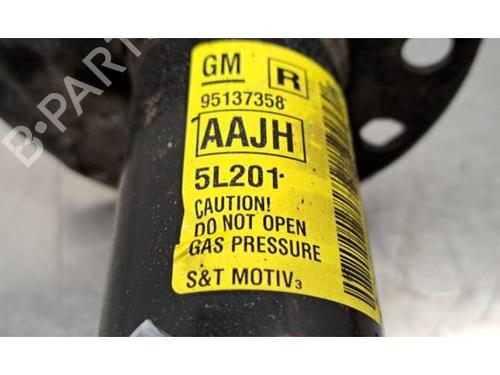 GM R
95137358
AAJH
5L201
CAUTION!
DO NOT OPEN
GAS PRESSURE
S&T MOTIV3
B-PARTS